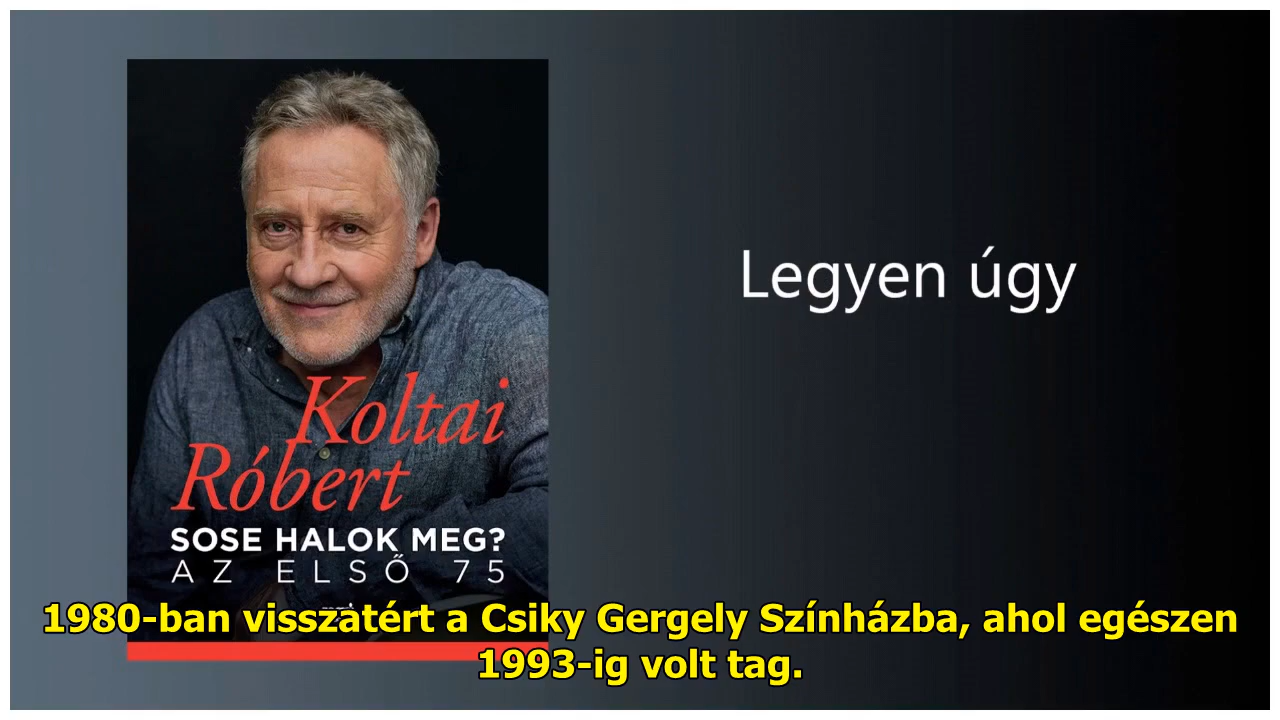 Legyen úgy
Koltai
Róbert
SOSE HALOK MEG?
AZ ELSŐ 75
1980-ban visszatért a Csiky Gergely Színházba, ahol egészen
1993-ig volt tag.